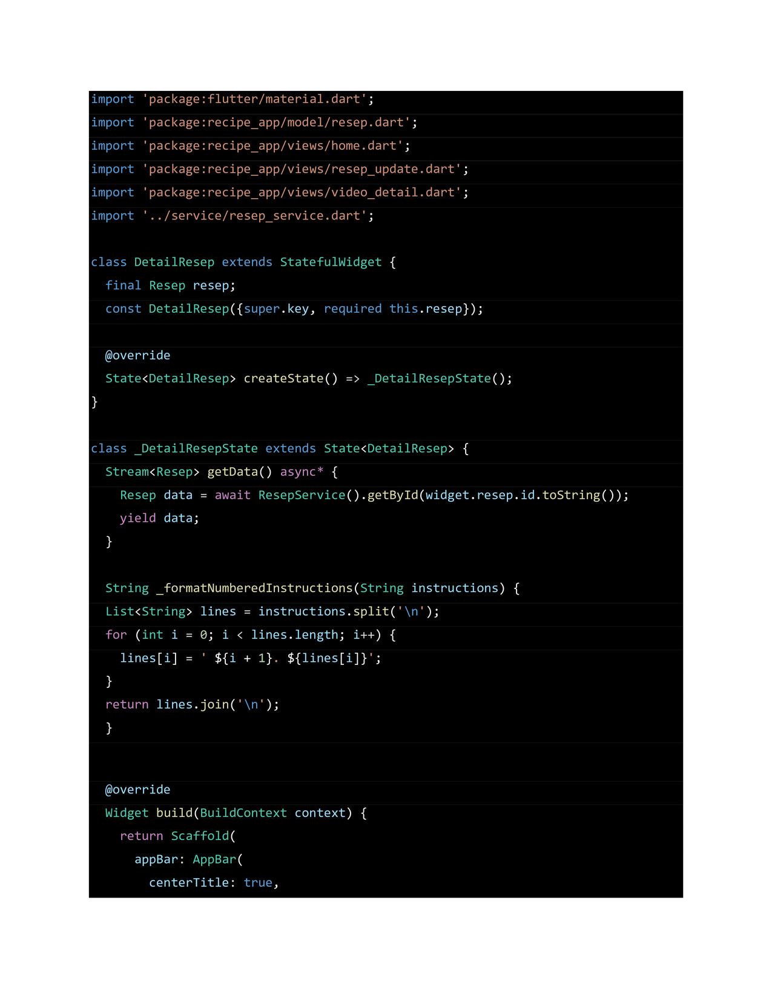 import 'package:flutter/material.dart';
import 'package:recipe_app/model/resep.dart';
import 'package:recipe_app/views/home.dart';
import 'package:recipe_app/views/resep_update.dart';
import 'package:recipe_app/views/video_detail.dart';
import '../service/resep_service.dart';

class DetailResep extends StatefulWidget {
  final Resep resep;
  const DetailResep({super.key, required this.resep});

  @override
  State<DetailResep> createState() => _DetailResepState();
}

class _DetailResepState extends State<DetailResep> {
  Stream<Resep> getData() async* {
    Resep data = await ResepService().getById(widget.resep.id.toString());
    yield data;
  }

  String _formatNumberedInstructions(String instructions) {
  List<String> lines = instructions.split('\n');
  for (int i = 0; i < lines.length; i++) {
    lines[i] = ' ${i + 1}. ${lines[i]}';
  }
  return lines.join('\n');
  }

  @override
  Widget build(BuildContext context) {
    return Scaffold(
      appBar: AppBar(
        centerTitle: true,